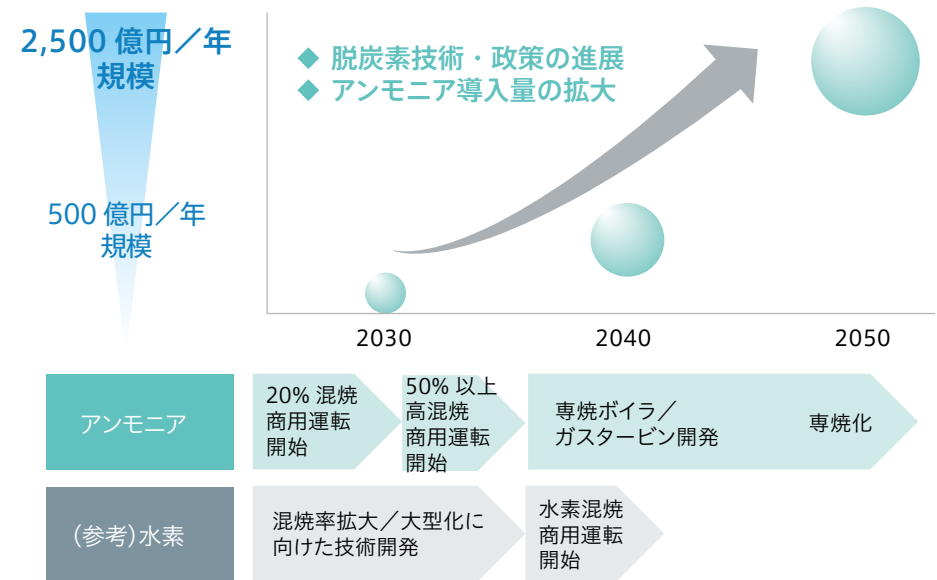 2,500 億円／年
規模
◆ 脱炭素技術・政策の進展
◆ アンモニア導入量の拡大
500 億円／年
規模
2030
2040
2050
アンモニア
20% 混焼
商用運転
開始
50% 以上
高混焼
商用運転
開始
専焼ボイラ／
ガスタービン開発
専焼化
(参考)水素
混焼率拡大／大型化に
向けた技術開発
水素混焼
商用運転
開始